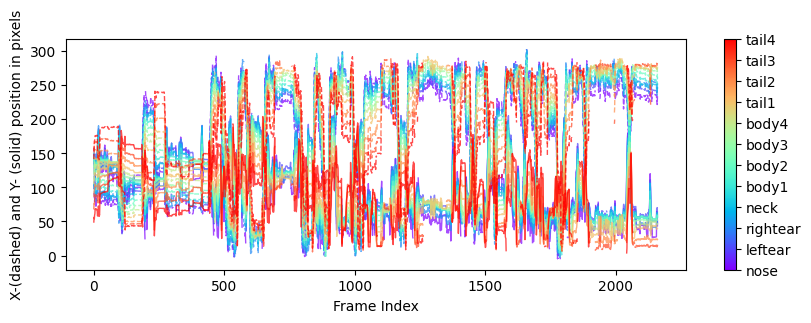 X-(dashed) and Y- (solid) position in pixels
300
250
200
150
100
50
0
0
500
1000
1500
2000
Frame Index
tail4
tail3
tail2
tail1
body4
body3
body2
body1
neck
rightear
leftear
nose